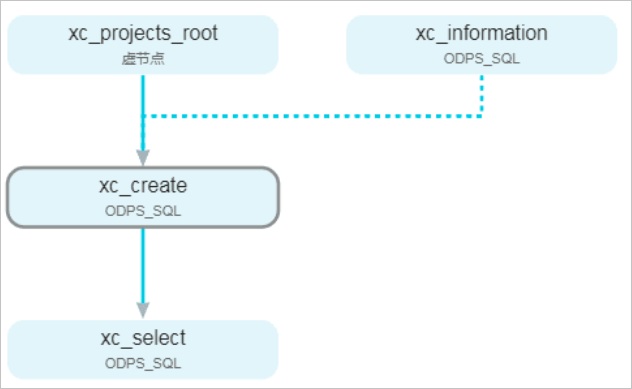 xc_projects_root
虚节点
xc_information
ODPS_SQL
xc_create
ODPS_SQL
xc_select
ODPS_SQL